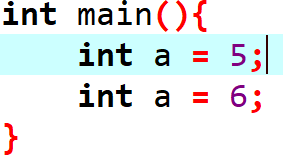 int main(){
    int a = 5;
    int a = 6;
}